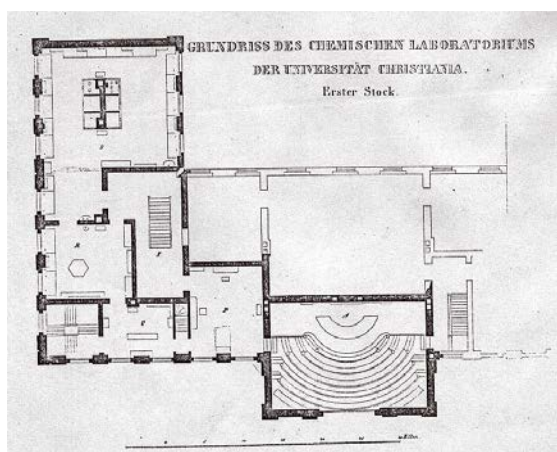 GRUNDRISS DES CHEMISCHEN LABORATORIUMS
DER UNIVERSITÄT CHRISTIANIA.
Erster Stock.
S
R
Q
P
A